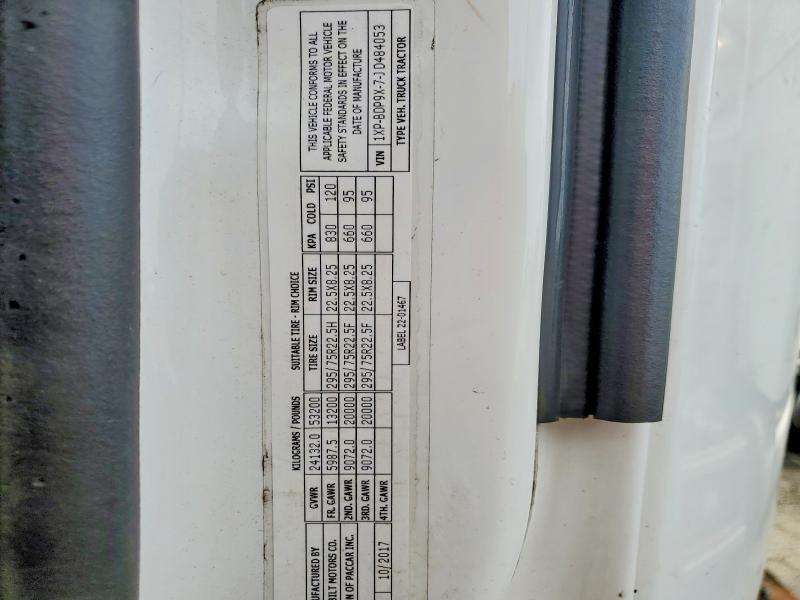 UFACTURED BY
BILT MOTORS CO.
ON OF PACCAR INC.
10/2017
KILOGRAMS / POUNDS
GVWR 24132.0 53200
FR. GAWR 5987.5 13200
2ND. GAWR 9072.0 20000
3RD. GAWR 9072.0 20000
4TH. GAWR
SUITABLE TIRE - RIM CHOICE
TIRE SIZE RIM SIZE
295/75R22.5H 22.5X8.25
295/75R22.5F 22.5X8.25
295/75R22.5F 22.5X8.25
LABEL 22-01467
KPA COLD PSI
830 120
660 95
660 95
THIS VEHICLE CONFORMS TO ALL
APPLICABLE FEDERAL MOTOR VEHICLE
SAFETY STANDARDS IN EFFECT ON THE
DATE OF MANUFACTURE
VIN 1XP-BDP9X-7-JD484053
TYPE VEH. TRUCK TRACTOR